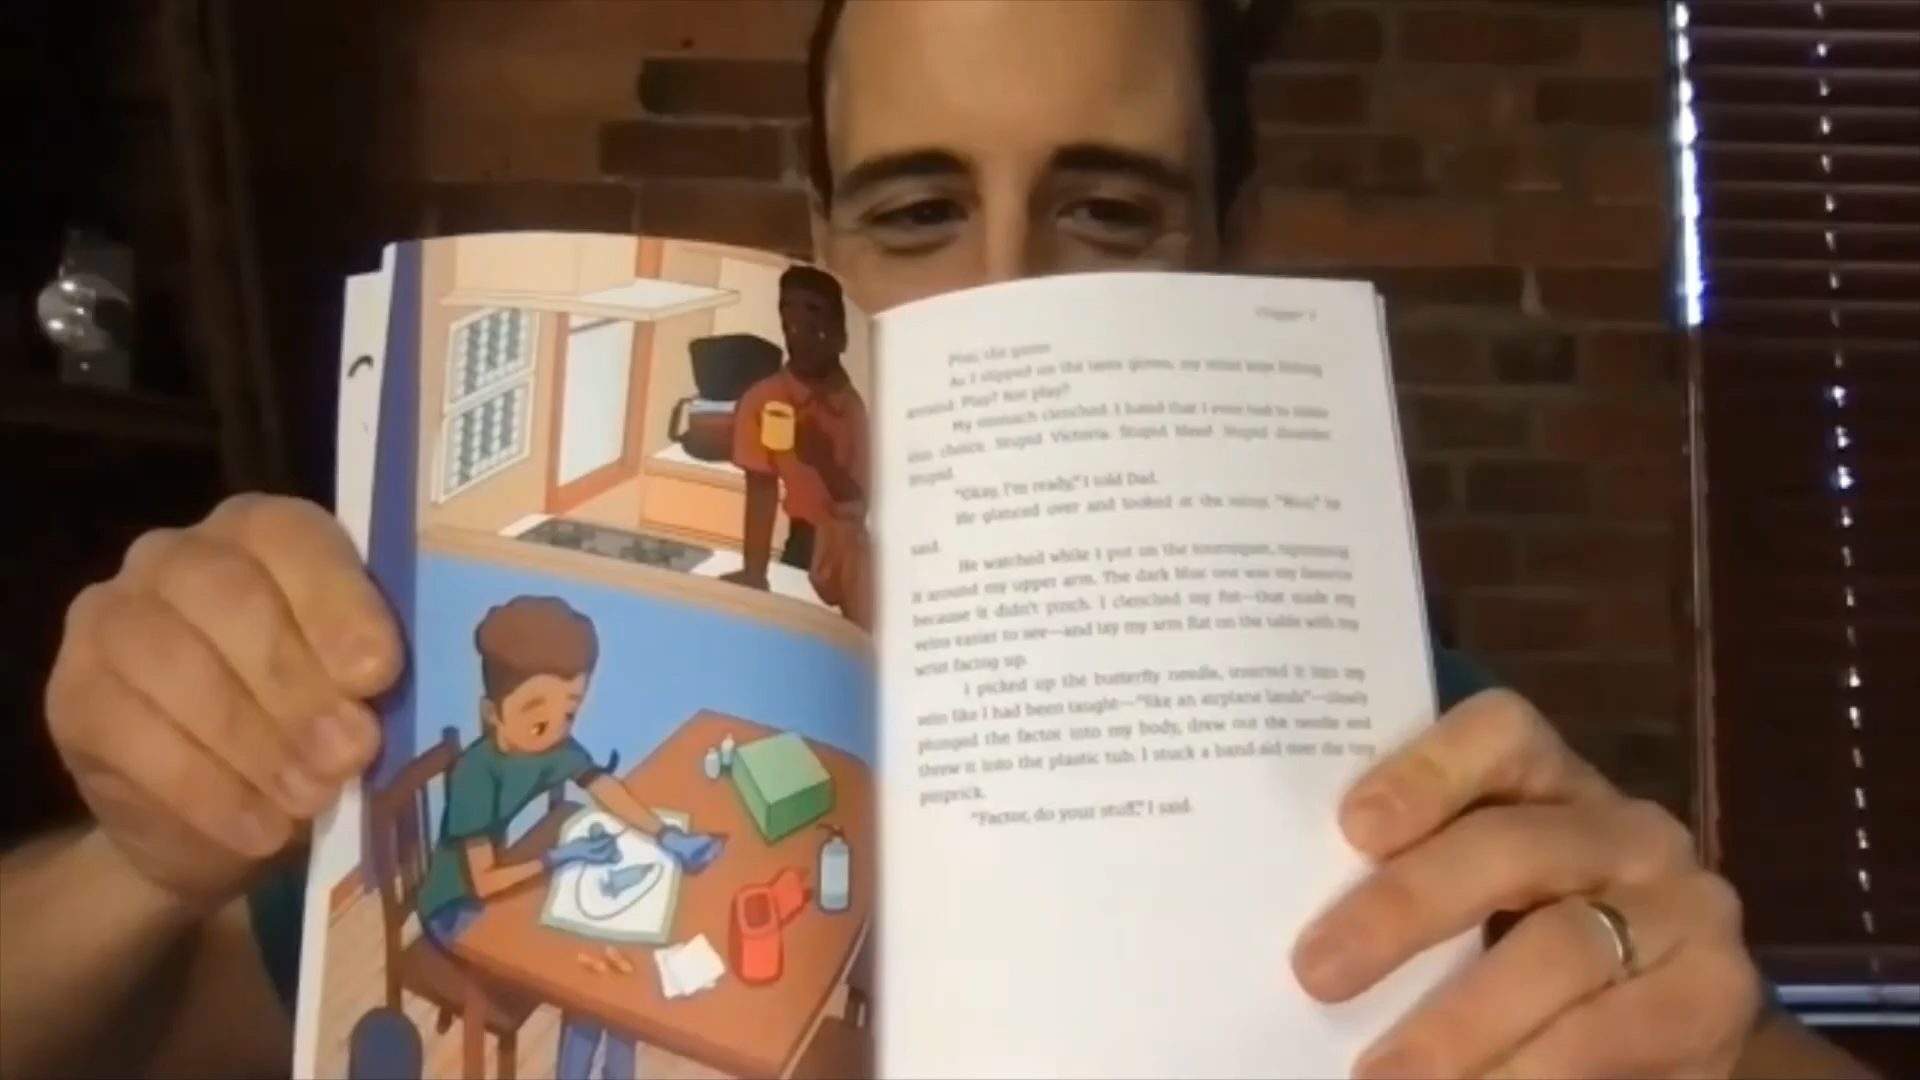 Chapter
Plus, the game
As I slipped on the latex gloves, my mind was
around. Play? Not play?
My stomach clenched. I hated that I even had to make
this choice. Stupid Victoria. Stupid bleed. Stupid disorder.
Stupid.
"Okay, I'm ready," I told Dad.
He glanced over and looked at the "Nice," he
said.
He watched while I put on the tourniquet, tightening
it around my upper arm. The dark blue one was my favorite
because it didn't pinch. I clenched my fist—that made my
veins easier to see—and lay my arm flat on the table with my
wrist facing up.
I picked up the butterfly needle, inserted it into my
vein like I had been taught—"like an airplane lands"—slowly
plunged the factor into my body, drew out the needle and
threw it into the plastic tub. I stuck a band-aid over the tiny
pinprick.
"Factor, do your stuff," I said.